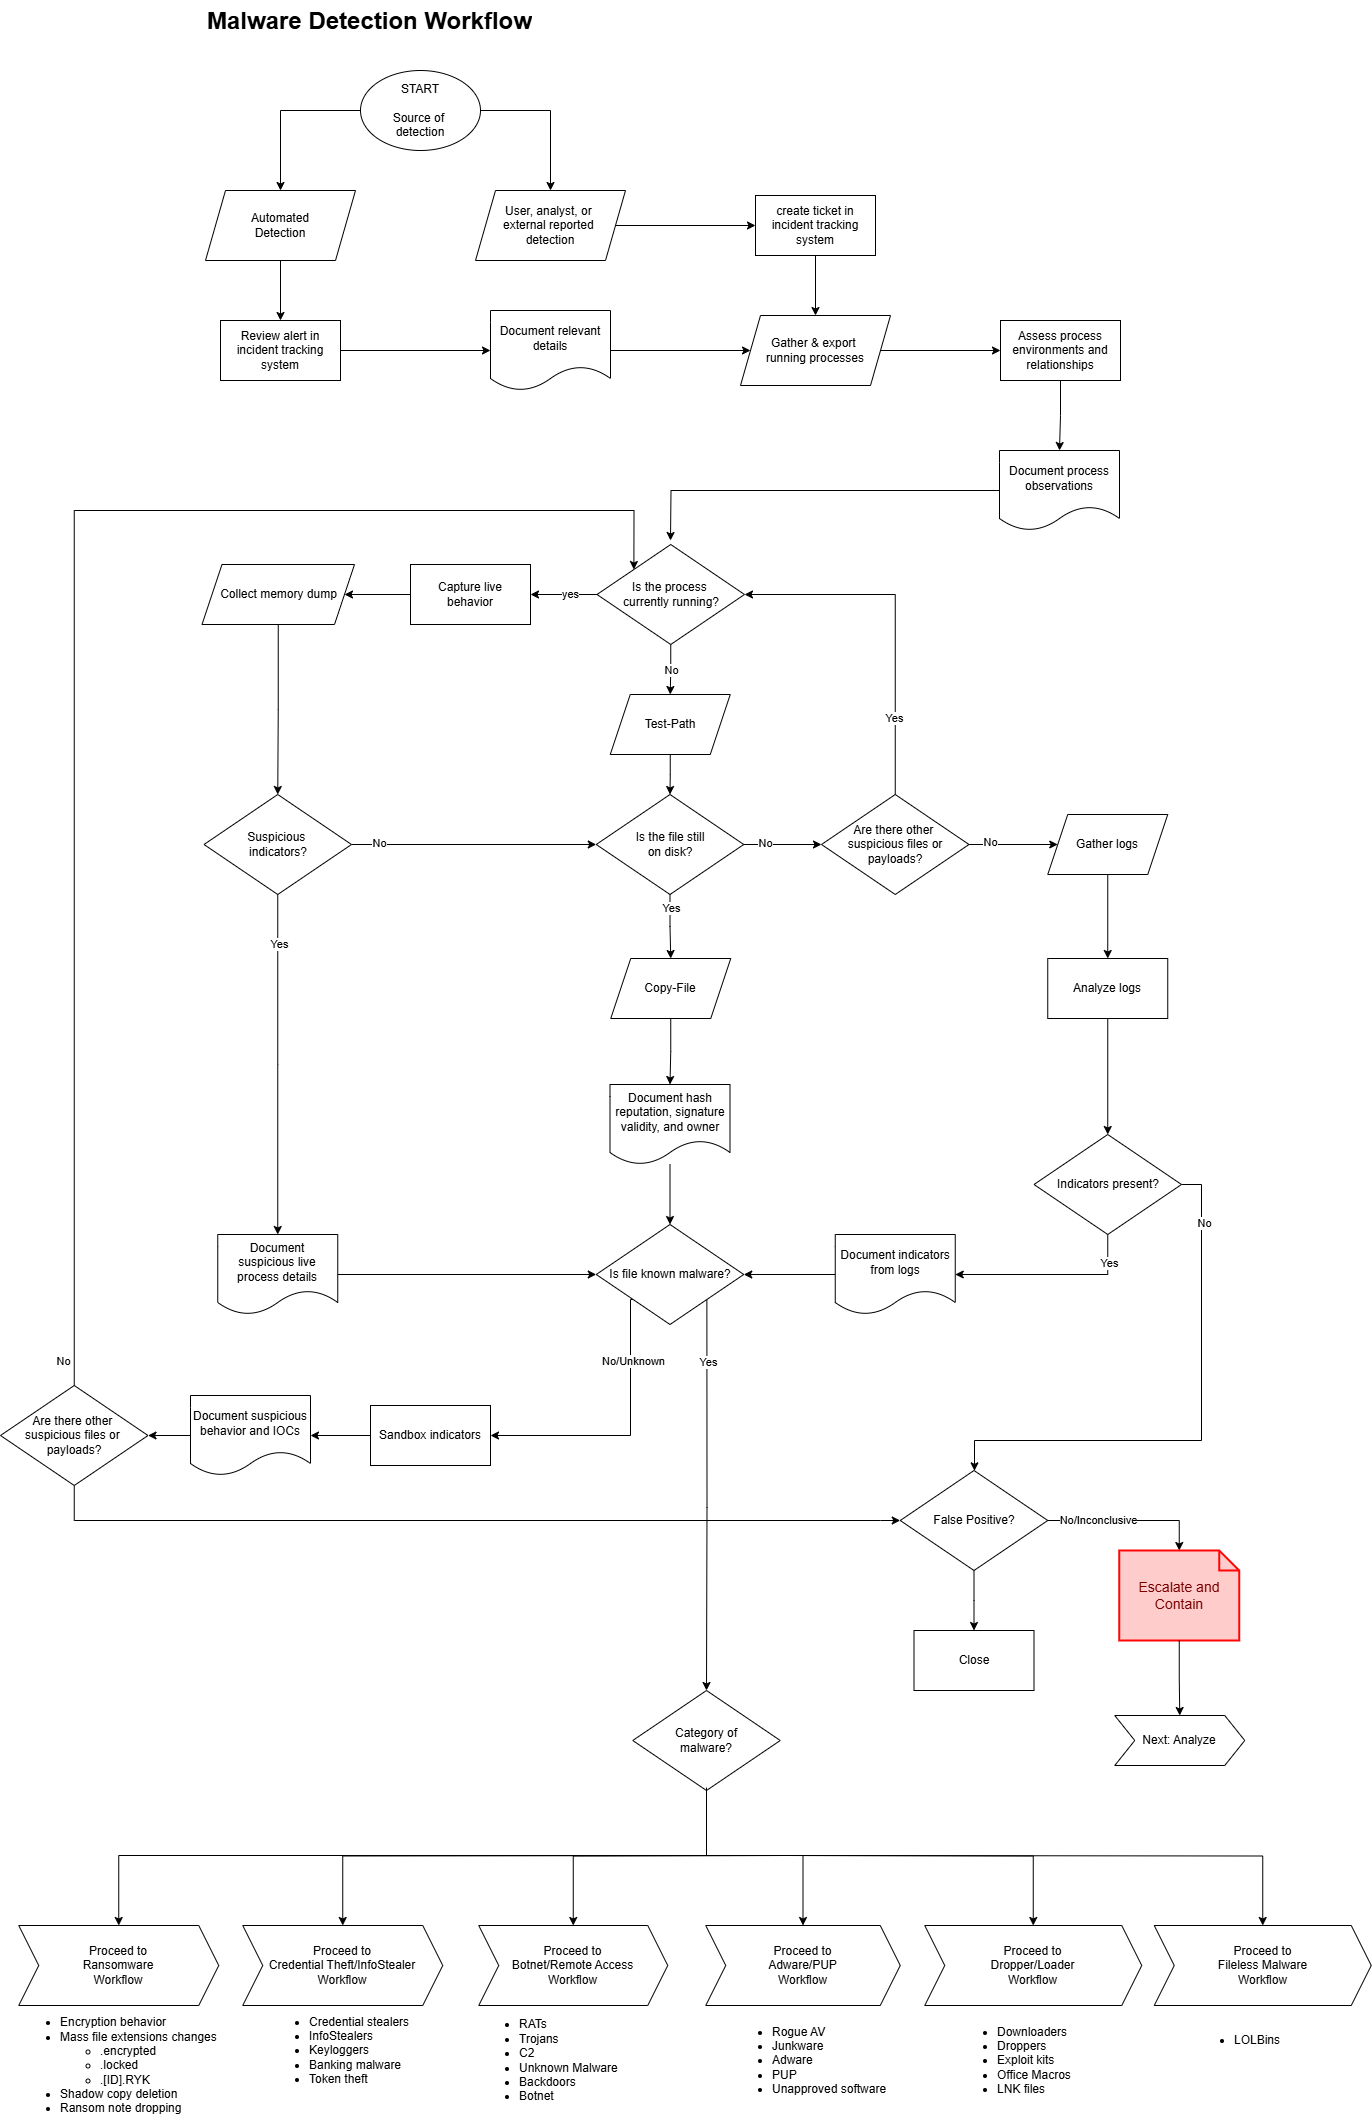 Malware Detection Workflow
START
Source of
detection
Automated
Detection
User, analyst, or
external reported
detection
create ticket in
incident tracking
system
Review alert in
incident tracking
system
Document relevant
details
Gather & export
running processes
Assess process
environments and
relationships
Document process
observations
Collect memory dump
Capture live
behavior
yes
Is the process
currently running?
No
Test-Path
Yes
Suspicious
indicators?
No
Is the file still
on disk?
No
Are there other
suspicious files or
payloads?
No
Gather logs
Yes
Yes
Copy-File
Analyze logs
Document hash
reputation, signature
validity, and owner
Indicators present?
No
Yes
Document
suspicious live
process details
Is file known malware?
Document indicators
from logs
No
No/Unknown
Yes
Are there other
suspicious files or
payloads?
Document suspicious
behavior and IOCs
Sandbox indicators
False Positive?
No/Inconclusive
Escalate and
Contain
Close
Next: Analyze
Category of
malware?
Proceed to
Ransomware
Workflow
Proceed to
Credential Theft/InfoStealer
Workflow
Proceed to
Botnet/Remote Access
Workflow
Proceed to
Adware/PUP
Workflow
Proceed to
Dropper/Loader
Workflow
Proceed to
Fileless Malware
Workflow
Encryption behavior
Mass file extensions changes
.encrypted
.locked
.[ID].RYK
Shadow copy deletion
Ransom note dropping
Credential stealers
InfoStealers
Keyloggers
Banking malware
Token theft
RATs
Trojans
C2
Unknown Malware
Backdoors
Botnet
Rogue AV
Junkware
Adware
PUP
Unapproved software
Downloaders
Droppers
Exploit kits
Office Macros
LNK files
LOLBins